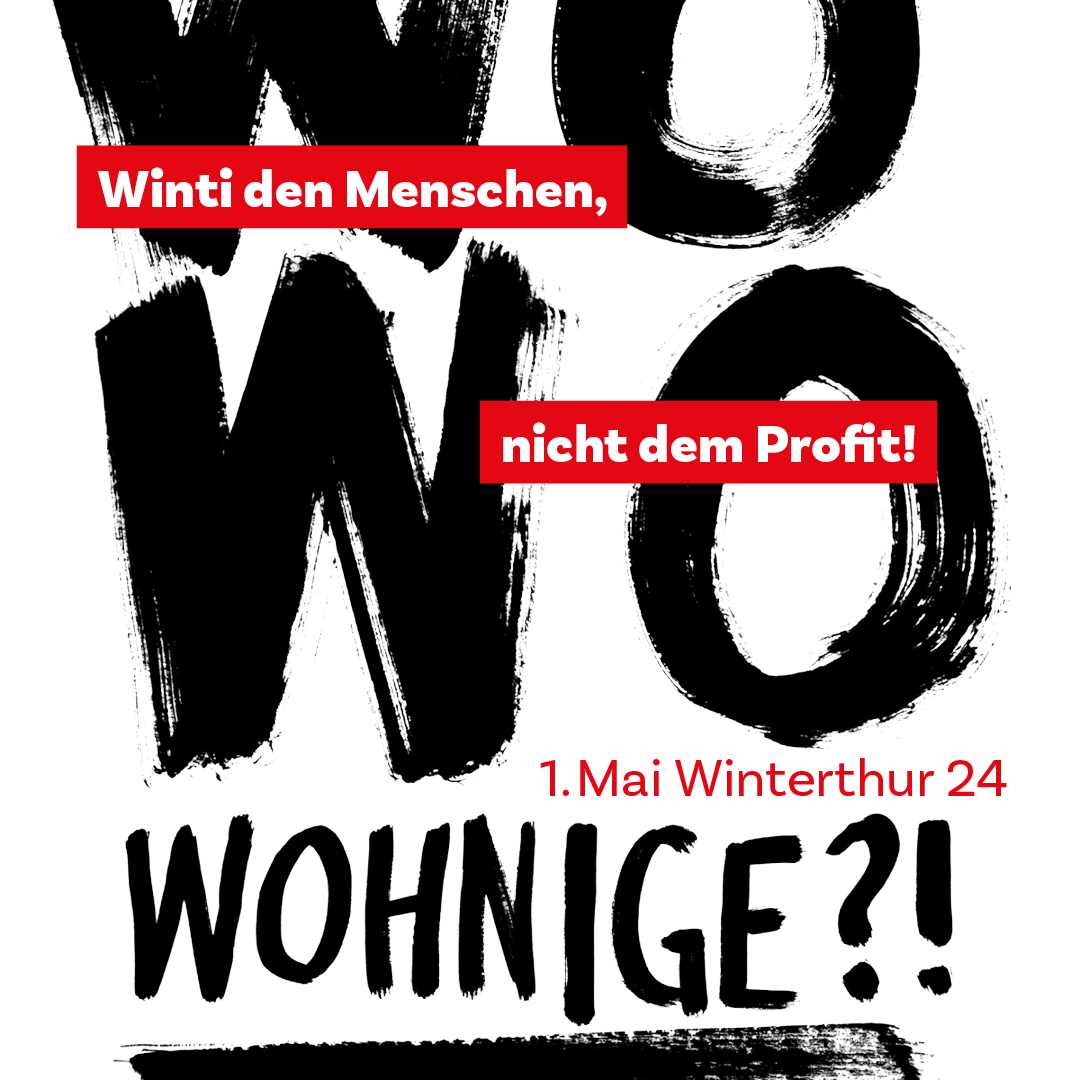 WO
Winti den Menschen,
WO
nicht dem Profit!
1. Mai Winterthur 24
WOHNIGE?!